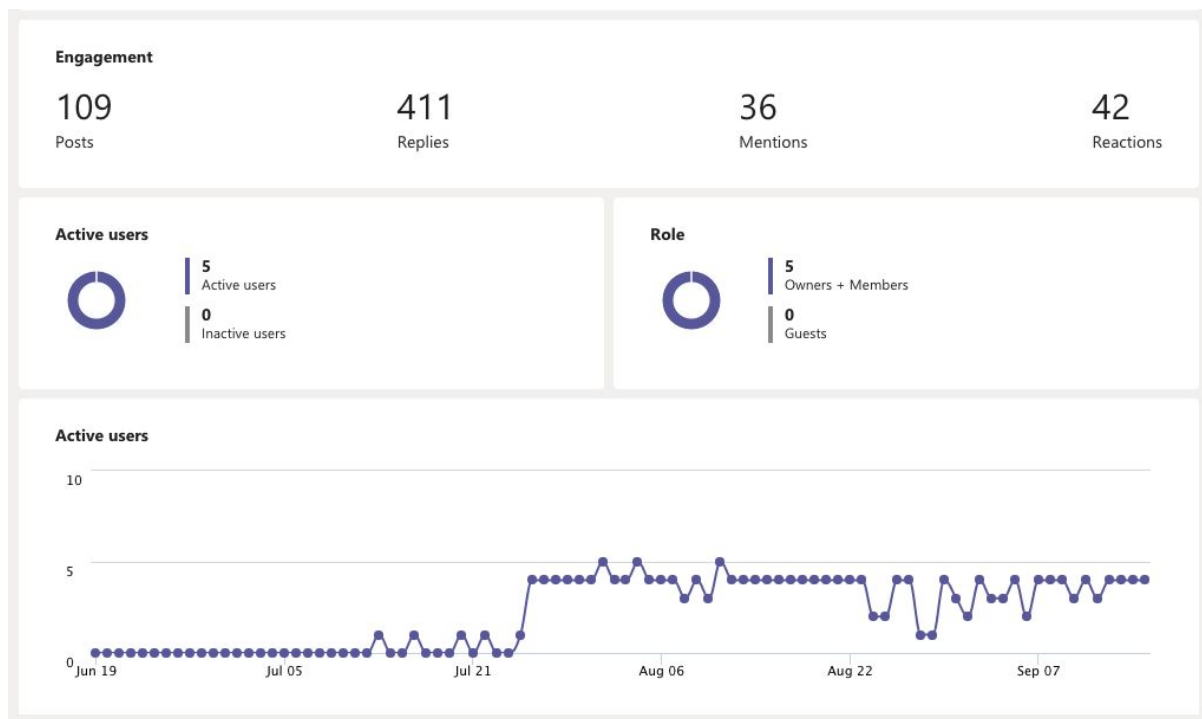 Engagement
109
411
36
42
Posts
Replies
Mentions
Reactions
Active users
5
Active users
0
Inactive users
Role
5
Owners + Members
0
Guests
Active users
10
5
0
Jun 19
Jul 05
Jul 21
Aug 06
Aug 22
Sep 07